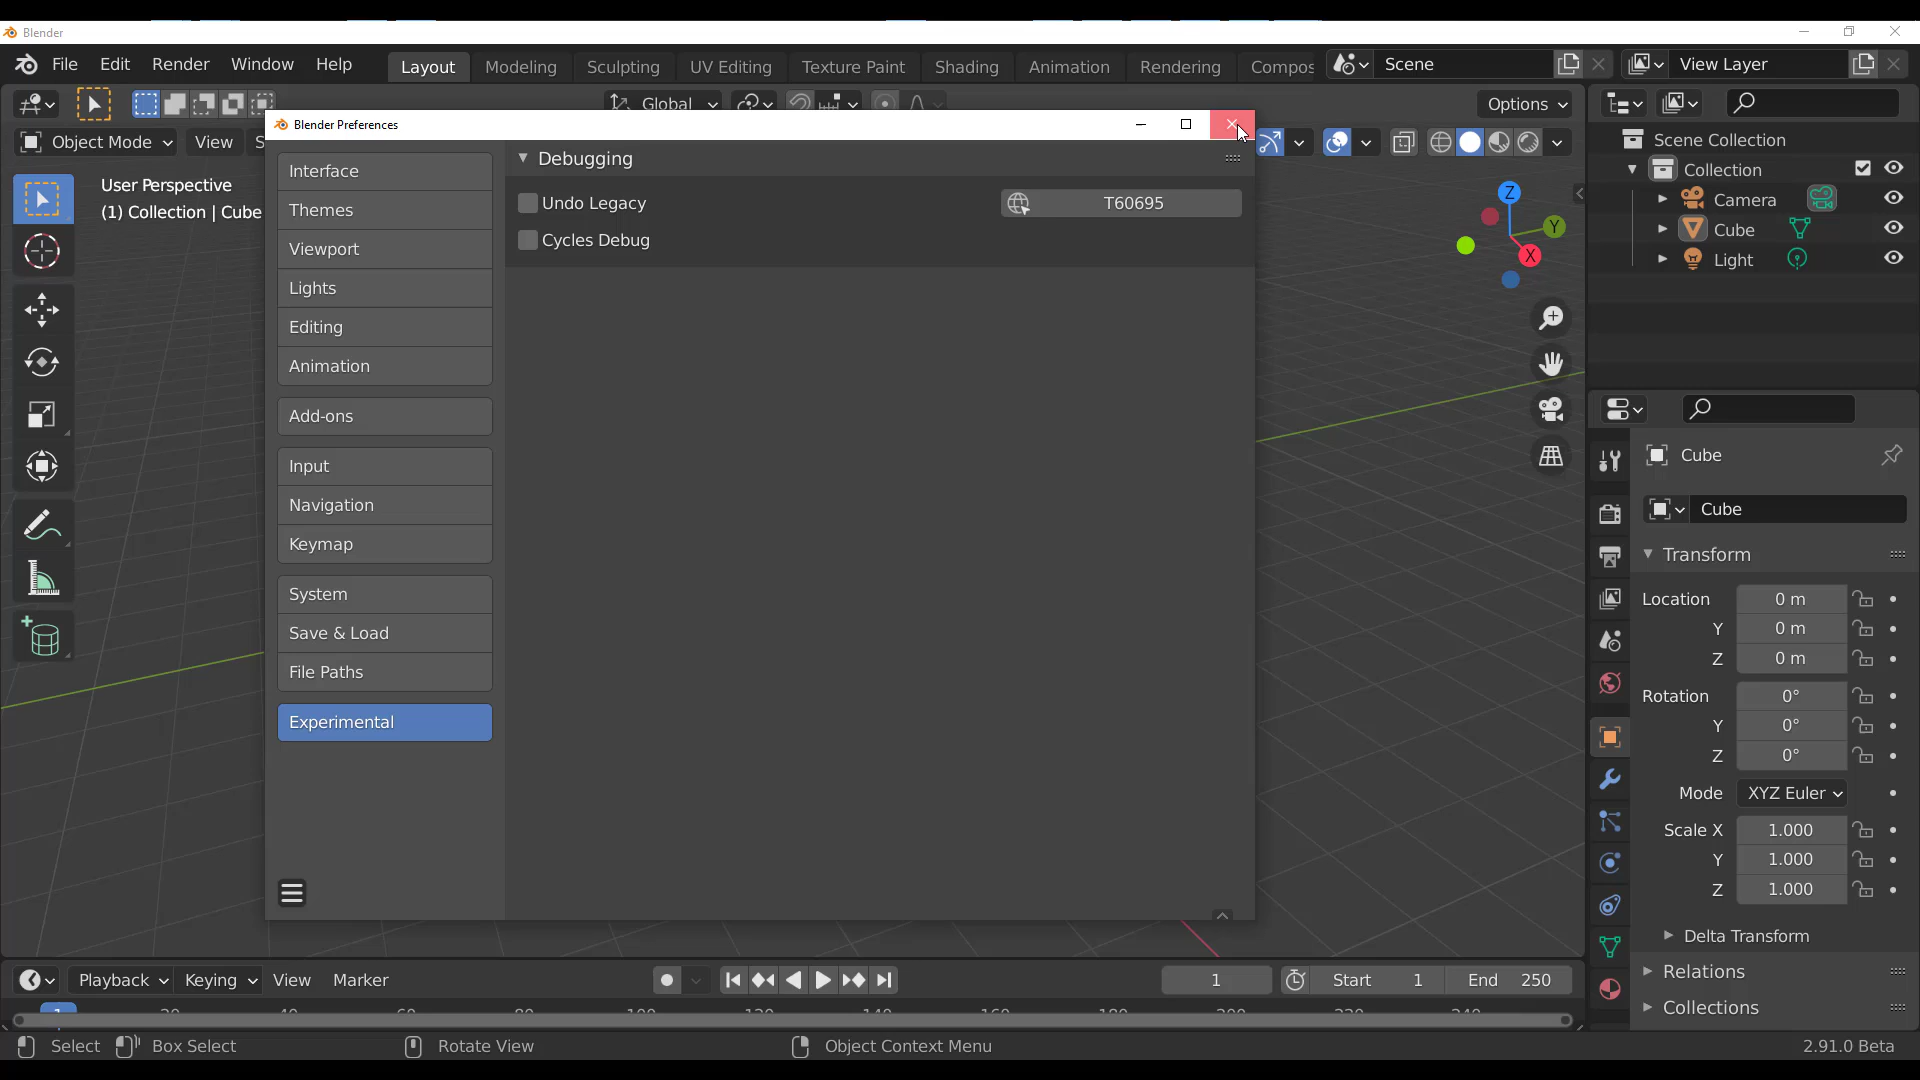 Blender
File Edit Render Window Help Layout Modeling Sculpting UV Editing Texture Paint Shading Animation Rendering Compos Scene View Layer
Global Options
Object Mode View S
User Perspective
(1) Collection | Cube
Blender Preferences
Interface
Themes
Viewport
Lights
Editing
Animation
Add-ons
Input
Navigation
Keymap
System
Save & Load
File Paths
Experimental
Debugging
Undo Legacy T60695
Cycles Debug
Z
Y
X
Scene Collection
Collection
Camera
Cube
Light
Cube
Cube
Transform
Location 0 m
Y 0 m
Z 0 m
Rotation 0°
Y 0°
Z 0°
Mode XYZ Euler
Scale X 1.000
Y 1.000
Z 1.000
Delta Transform
Relations
Collections
Playback Keying View Marker 1 Start 1 End 250
Select Box Select Rotate View Object Context Menu 2.91.0 Beta